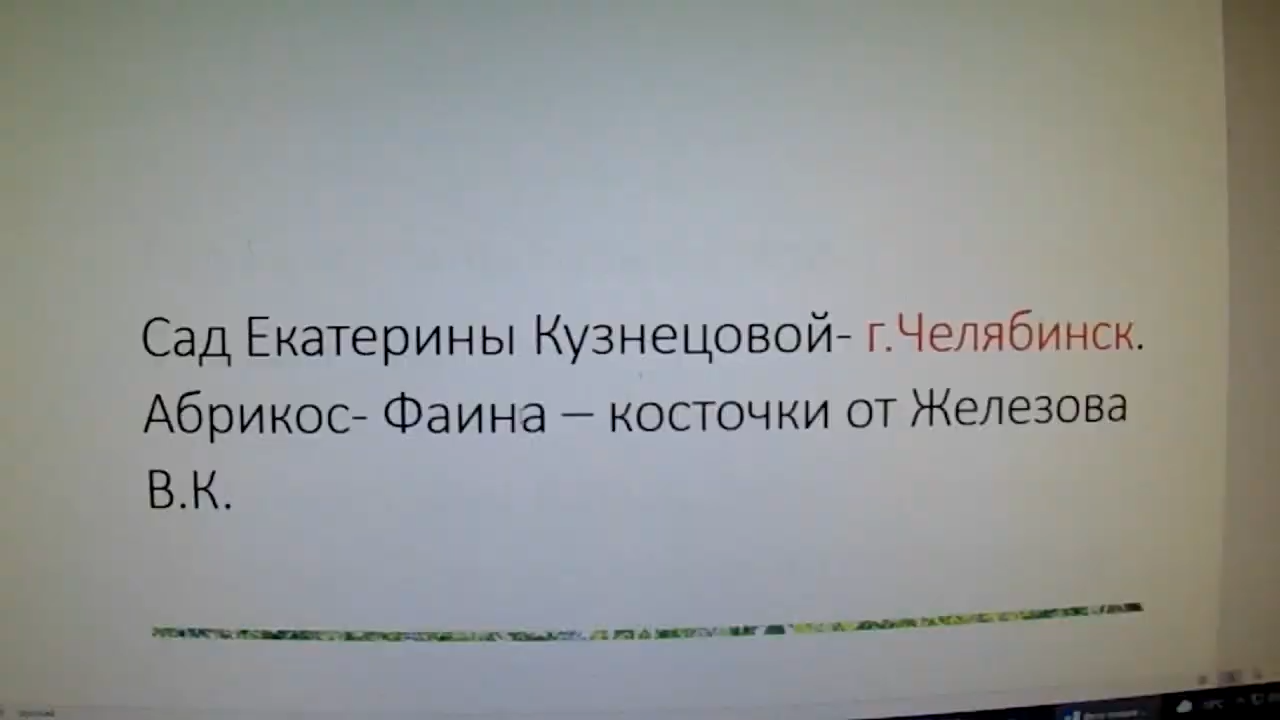 Сад Екатерины Кузнецовой- г.Челябинск.
Абрикос- Фаина – косточки от Железова
В.К.